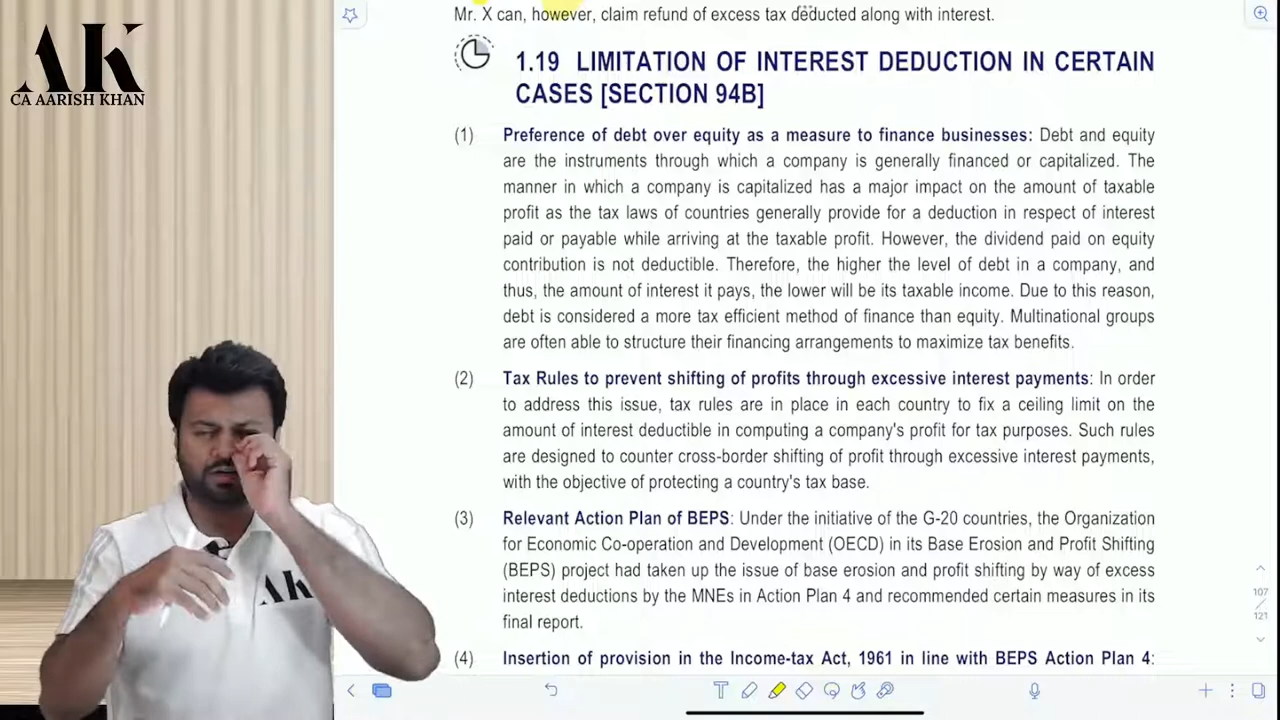 AK
CA AARISH KHAN
AK
Mr. X can, however, claim refund of excess tax deducted along with interest.
1.19 LIMITATION OF INTEREST DEDUCTION IN CERTAIN
CASES [SECTION 94B]
(1) Preference of debt over equity as a measure to finance businesses: Debt and equity
are the instruments through which a company is generally financed or capitalized. The
manner in which a company is capitalized has a major impact on the amount of taxable
profit as the tax laws of countries generally provide for a deduction in respect of interest
paid or payable while arriving at the taxable profit. However, the dividend paid on equity
contribution is not deductible. Therefore, the higher the level of debt in a company, and
thus, the amount of interest it pays, the lower will be its taxable income. Due to this reason,
debt is considered a more tax efficient method of finance than equity. Multinational groups
are often able to structure their financing arrangements to maximize tax benefits.
(2) Tax Rules to prevent shifting of profits through excessive interest payments: In order
to address this issue, tax rules are in place in each country to fix a ceiling limit on the
amount of interest deductible in computing a company's profit for tax purposes. Such rules
are designed to counter cross-border shifting of profit through excessive interest payments,
with the objective of protecting a country's tax base.
(3) Relevant Action Plan of BEPS: Under the initiative of the G-20 countries, the Organization
for Economic Co-operation and Development (OECD) in its Base Erosion and Profit Shifting
(BEPS) project had taken up the issue of base erosion and profit shifting by way of excess
interest deductions by the MNEs in Action Plan 4 and recommended certain measures in its
final report.
(4) Insertion of provision in the Income-tax Act, 1961 in line with BEPS Action Plan 4:
107
121